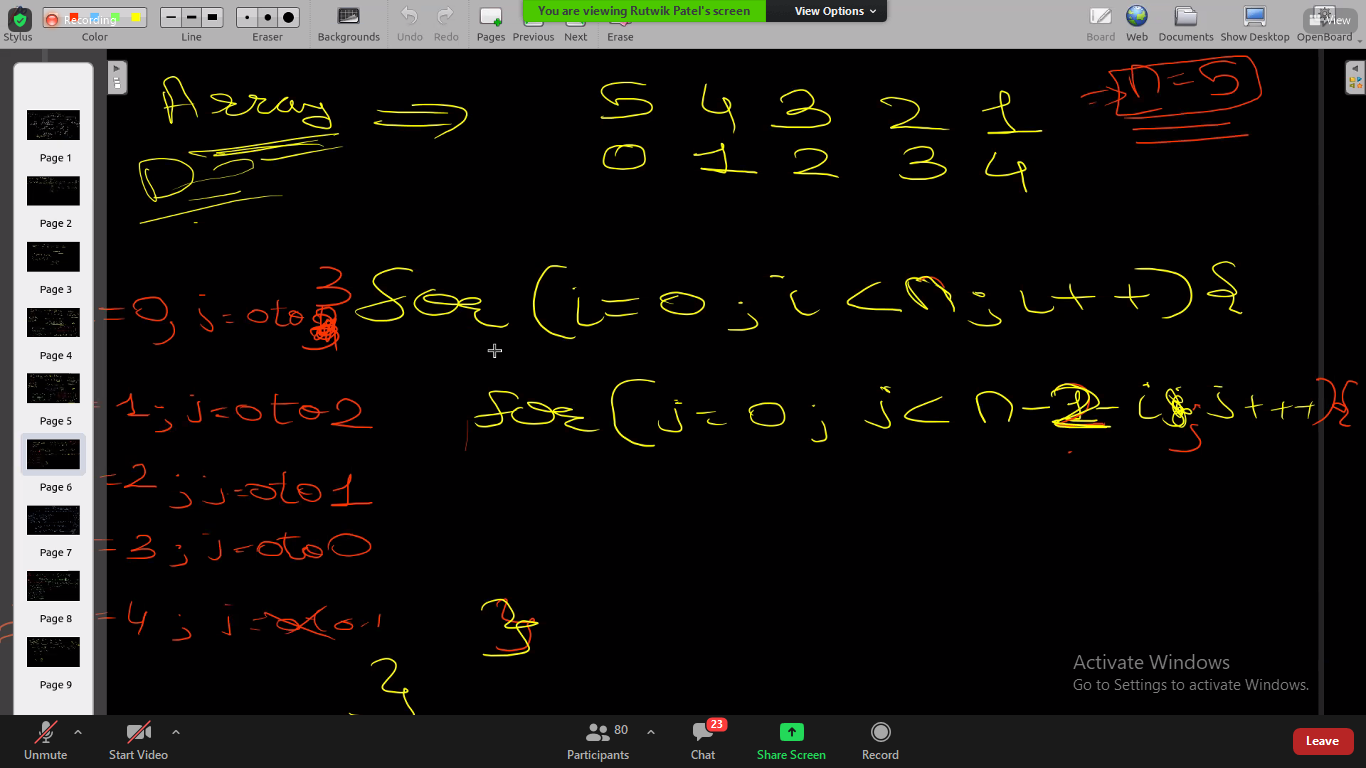 Recording
You are viewing Rutwik Patel's screen
View Options
View
Stylus
Color
Line
Eraser
Backgrounds
Undo
Redo
Pages
Previous
Next
Erase
Board
Web
Documents
Show Desktop
OpenBoard
Page 1
Page 2
Page 3
Page 4
Page 5
Page 6
Page 7
Page 8
Page 9
Array
5 4 3 2 1
n=5
0 1 2 3 4
=0, j=0to3
for (i=0; i<n; i++) {
=1; j=0to2
for (j=0; j<n-1-i; j++) {
=2; j=0to1
=3; j=0to0
=4; j=0to-1
}
}
Activate Windows
Go to Settings to activate Windows.
Unmute
Start Video
80
Participants
23
Chat
Share Screen
Record
Leave